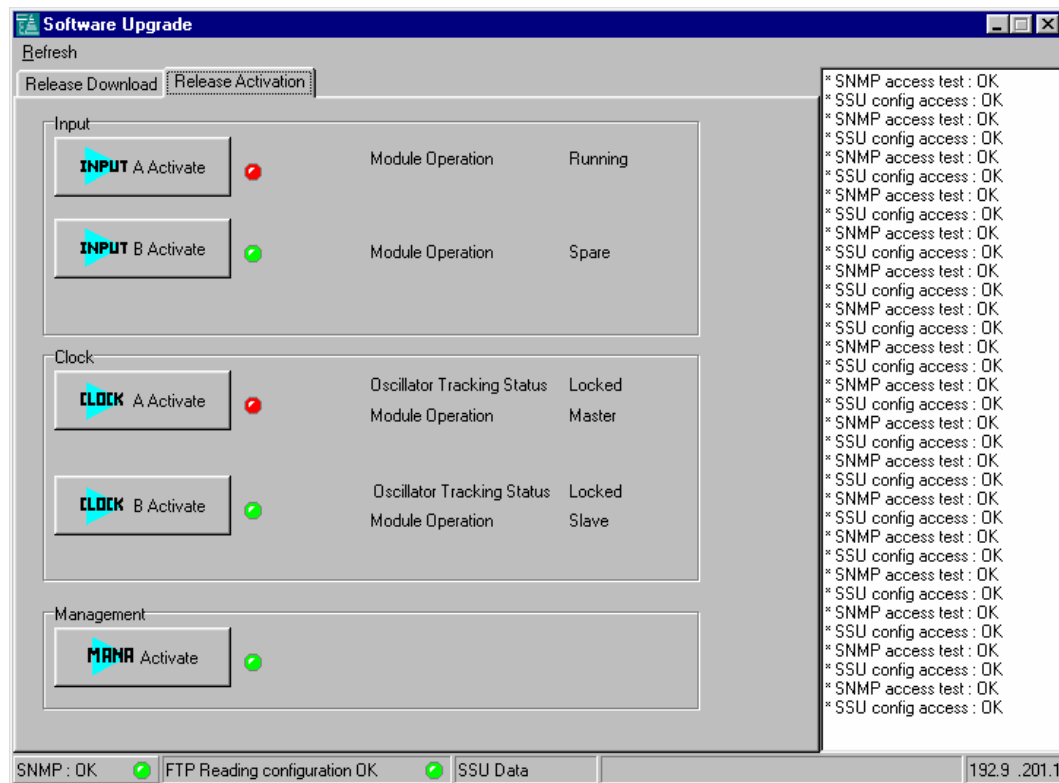 Software Upgrade
Refresh
Release Download Release Activation
Input
INPUT A Activate Module Operation Running
INPUT B Activate Module Operation Spare
Clock
CLOCK A Activate Oscillator Tracking Status Locked
Module Operation Master
CLOCK B Activate Oscillator Tracking Status Locked
Module Operation Slave
Management
MANA Activate
* SNMP access test : OK
* SSU config access : OK
* SNMP access test : OK
* SSU config access : OK
* SNMP access test : OK
* SSU config access : OK
* SNMP access test : OK
* SSU config access : OK
* SNMP access test : OK
* SSU config access : OK
* SNMP access test : OK
* SSU config access : OK
* SNMP access test : OK
* SSU config access : OK
* SNMP access test : OK
* SSU config access : OK
* SNMP access test : OK
* SSU config access : OK
* SNMP access test : OK
* SSU config access : OK
* SNMP access test : OK
* SSU config access : OK
* SNMP access test : OK
* SSU config access : OK
* SNMP access test : OK
* SSU config access : OK
* SNMP access test : OK
* SSU config access : OK
* SNMP access test : OK
* SSU config access : OK
* SNMP access test : OK
* SSU config access : OK
* SNMP access test : OK
* SSU config access : OK
SNMP : OK FTP Reading configuration OK SSU Data 192.9 .201.1